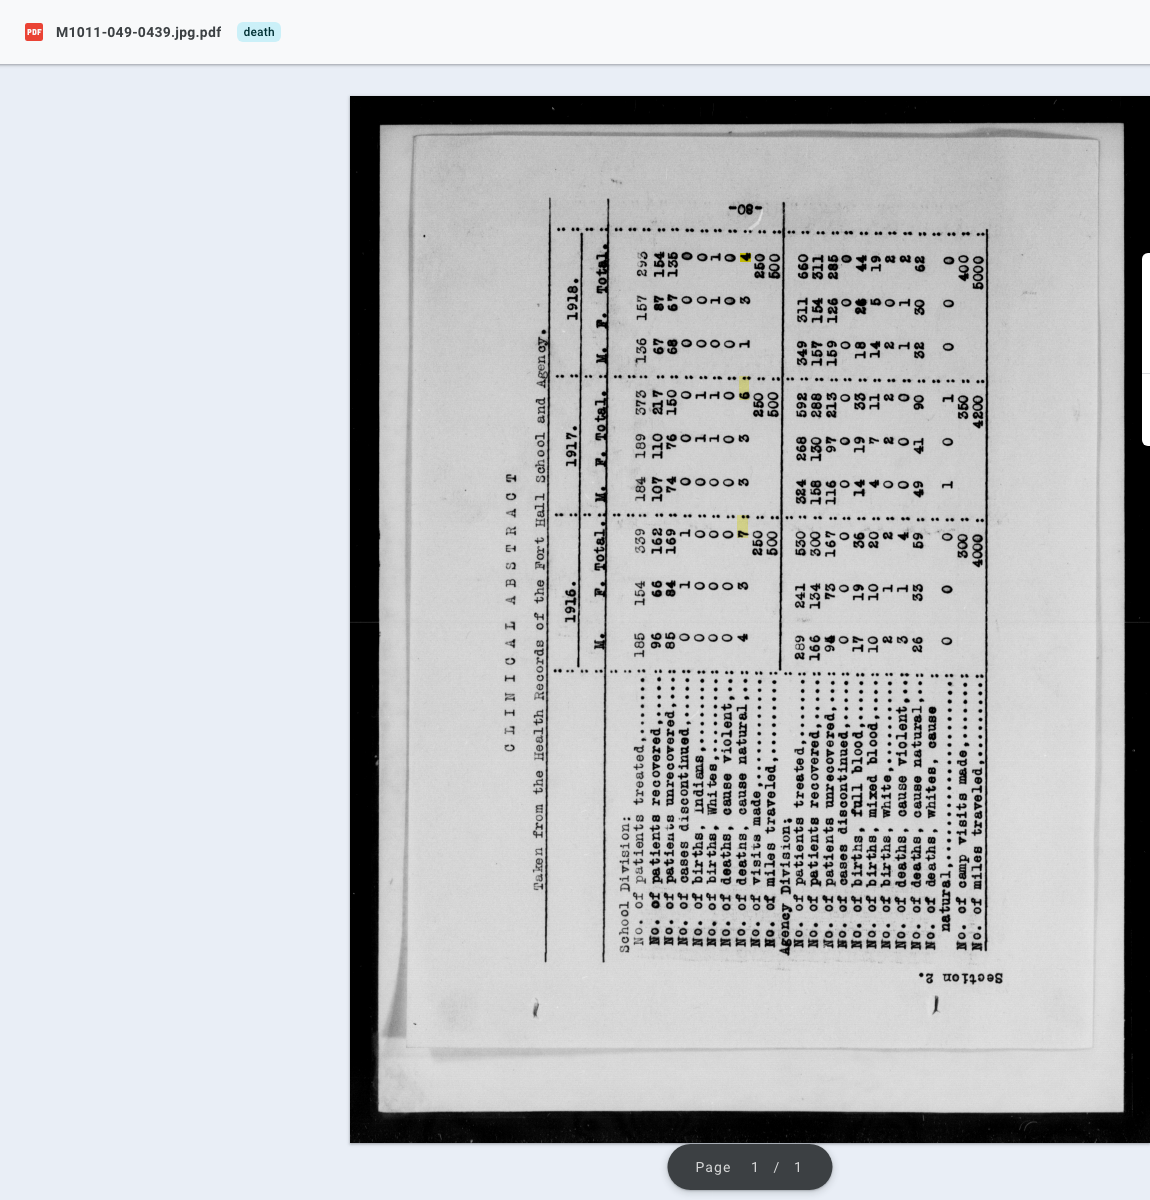 M1011-049-0439.jpg.pdf death
CLINICAL ABSTRACT
Taken from the Health Records of the Fort Hall School and Agency.
: 1916. : 1917. : 1918. :
: M. F. Total. : M. F. Total. : M. F. Total. :
School Division:
No. of patients treated,......: 185 154 339 : 184 189 373 : 136 157 293 :
No. of patients recovered,....: 96 66 162 : 107 110 217 : 67 87 154 :
No. of patients unrecovered,..: 85 84 169 : 74 76 150 : 68 67 135 :
No. of cases discontinued,....: 0 1 1 : 0 0 0 : 0 0 0 :
No. of births, Indians,.......: 0 0 0 : 0 1 1 : 0 0 0 :
No. of births, Whites,........: 0 0 0 : 0 1 1 : 0 1 1 :
No. of deaths, cause violent,.: 0 0 0 : 0 0 0 : 0 0 0 :
No. of deaths, cause natural,.: 4 3 7 : 3 3 6 : 1 3 4 :
No. of visits made,...........: 250 : 250 : 250 :
No. of miles traveled,........: 500 : 500 : 500 :
Agency Division:
No. of patients treated,......: 289 241 530 : 324 268 592 : 349 311 660 :
No. of patients recovered,....: 166 134 300 : 158 130 288 : 157 154 311 :
No. of patients unrecovered,..: 94 73 167 : 116 97 213 : 159 126 285 :
No. of cases discontinued,....: 0 0 0 : 0 0 0 : 0 0 0 :
No. of births, full blood,....: 17 19 36 : 14 19 33 : 18 26 44 :
No. of births, mixed blood,...: 10 10 20 : 4 7 11 : 14 5 19 :
No. of births, white,.........: 2 1 2 : 0 2 2 : 2 0 2 :
No. of deaths, cause violent,.: 3 1 4 : 0 0 0 : 1 1 2 :
No. of deaths, cause natural,.: 26 33 59 : 49 41 90 : 32 30 62 :
No. of deaths, whites, cause :
natural,......................: 0 0 0 : 1 0 1 : 0 0 0 :
No. of camp visits made,......: 300 : 350 : 400 :
No. of miles traveled,........: 4000 : 4200 : 5000 :
-80-
Section 2.
Page 1 / 1